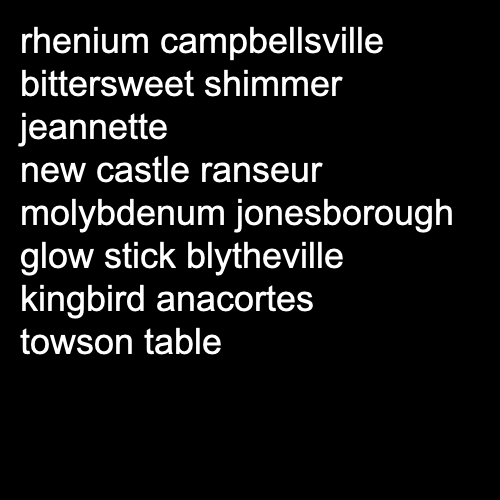 rhenium campbellsville
bittersweet shimmer
jeannette
new castle ranseur
molybdenum jonesborough
glow stick blytheville
kingbird anacortes
towson table